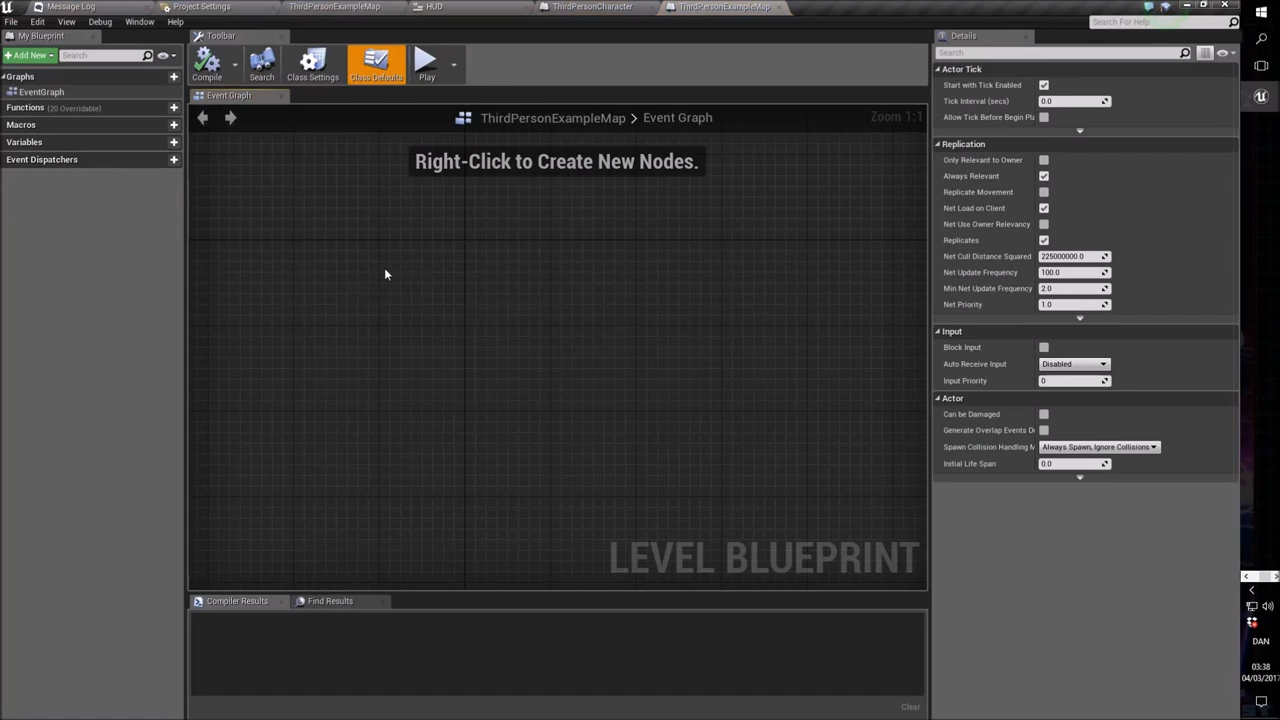 Message Log
Project Settings
ThirdPersonExampleMap
HUD
ThirdPersonCharacter
ThirdPersonExampleMap
File
Edit
View
Debug
Window
Help
Search For Help
My Blueprint
Toolbar
Details
Add New
Search
Compile
Search
Class Settings
Class Defaults
Play
Search
Graphs
EventGraph
Functions (20 Overridable)
Macros
Variables
Event Dispatchers
Event Graph
ThirdPersonExampleMap > Event Graph
Zoom 1:1
Right-Click to Create New Nodes.
LEVEL BLUEPRINT
Compiler Results
Find Results
Clear
Actor Tick
Start with Tick Enabled
Tick Interval (secs) 0.0
Allow Tick Before Begin Pla
Replication
Only Relevant to Owner
Always Relevant
Replicate Movement
Net Load on Client
Net Use Owner Relevancy
Replicates
Net Cull Distance Squared 225000000.0
Net Update Frequency 100.0
Min Net Update Frequency 2.0
Net Priority 1.0
Input
Block Input
Auto Receive Input Disabled
Input Priority 0
Actor
Can be Damaged
Generate Overlap Events D
Spawn Collision Handling M Always Spawn, Ignore Collisions
Initial Life Span 0.0
DAN
03:38
04/03/2017